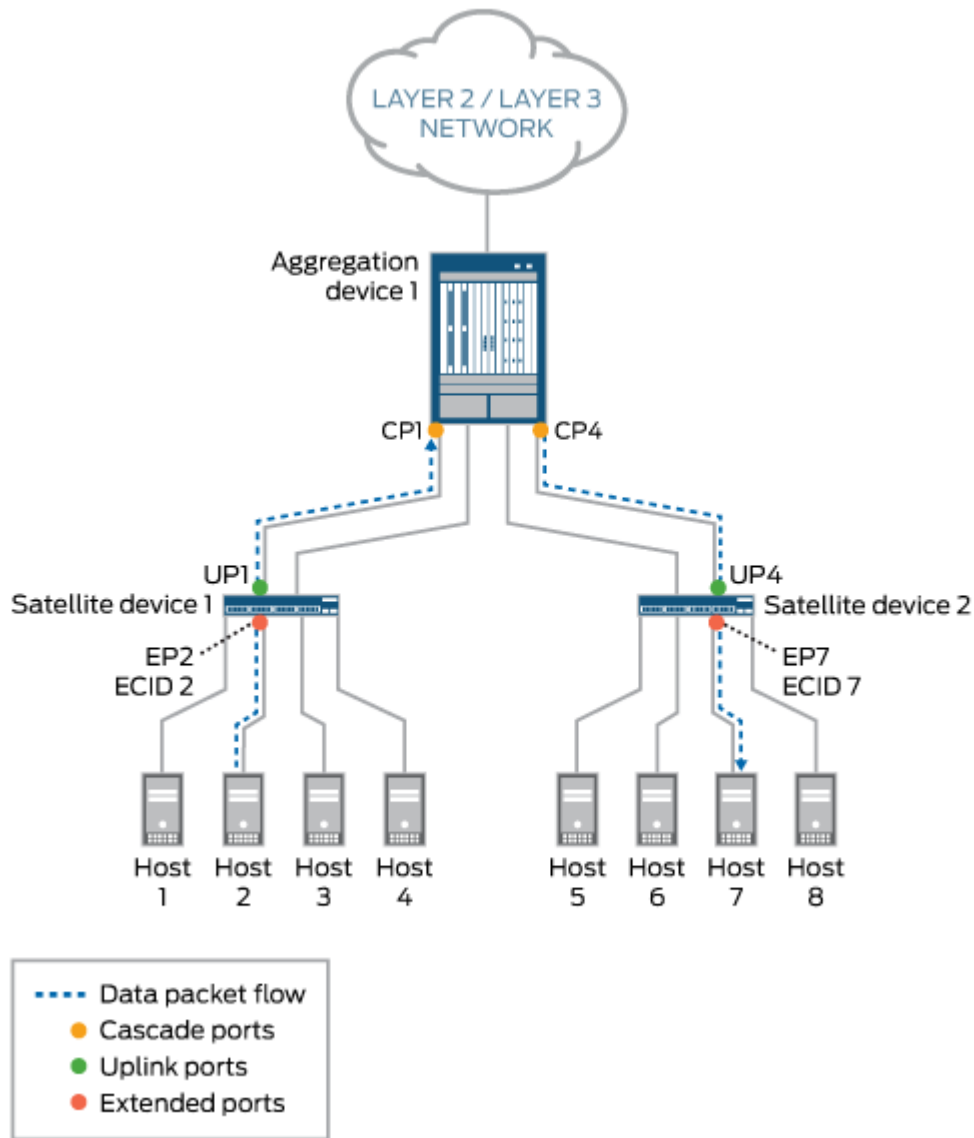 LAYER 2 / LAYER 3
NETWORK
Aggregation
device 1
CP1
CP4
UP1
UP4
Satellite device 1
Satellite device 2
EP2
ECID 2
EP7
ECID 7
Host
1
Host
2
Host
3
Host
4
Host
5
Host
6
Host
7
Host
8
Data packet flow
Cascade ports
Uplink ports
Extended ports